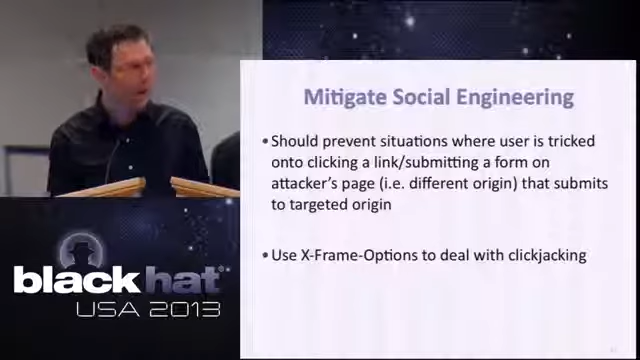 Mitigate Social Engineering
• Should prevent situations where user is tricked
onto clicking a link/submitting a form on
attacker's page (i.e. different origin) that submits
to targeted origin
• Use X-Frame-Options to deal with clickjacking
black hat®
USA 2013